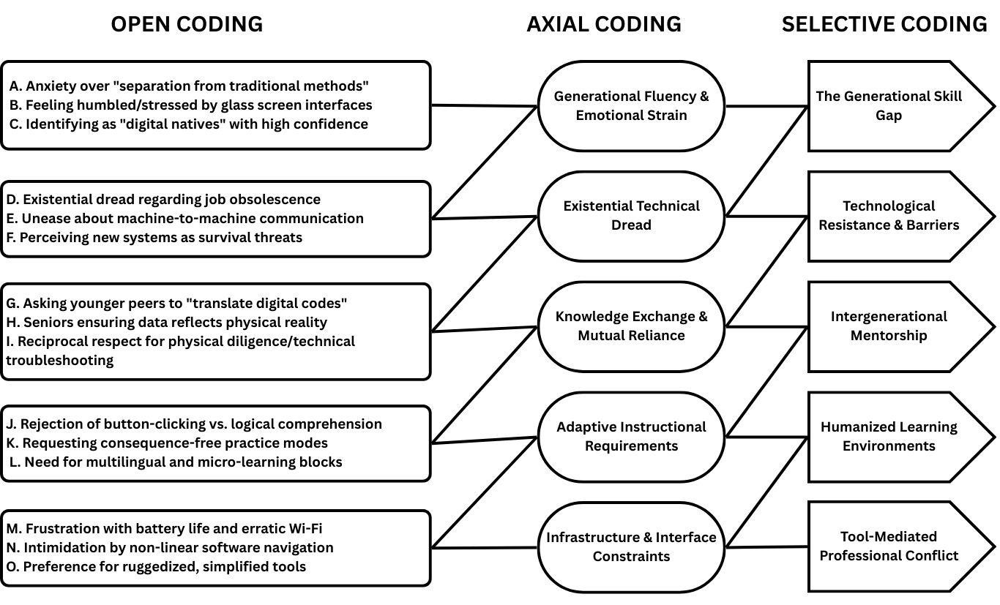 OPEN CODING
AXIAL CODING
SELECTIVE CODING
A. Anxiety over "separation from traditional methods"
B. Feeling humbled/stressed by glass screen interfaces
C. Identifying as "digital natives" with high confidence
Generational Fluency &
Emotional Strain
The Generational Skill
Gap
D. Existential dread regarding job obsolescence
E. Unease about machine-to-machine communication
F. Perceiving new systems as survival threats
Existential Technical
Dread
Technological
Resistance & Barriers
G. Asking younger peers to "translate digital codes"
H. Seniors ensuring data reflects physical reality
I. Reciprocal respect for physical diligence/technical
troubleshooting
Knowledge Exchange &
Mutual Reliance
Intergenerational
Mentorship
J. Rejection of button-clicking vs. logical comprehension
K. Requesting consequence-free practice modes
L. Need for multilingual and micro-learning blocks
Adaptive Instructional
Requirements
Humanized Learning
Environments
M. Frustration with battery life and erratic Wi-Fi
N. Intimidation by non-linear software navigation
O. Preference for ruggedized, simplified tools
Infrastructure & Interface
Constraints
Tool-Mediated
Professional Conflict